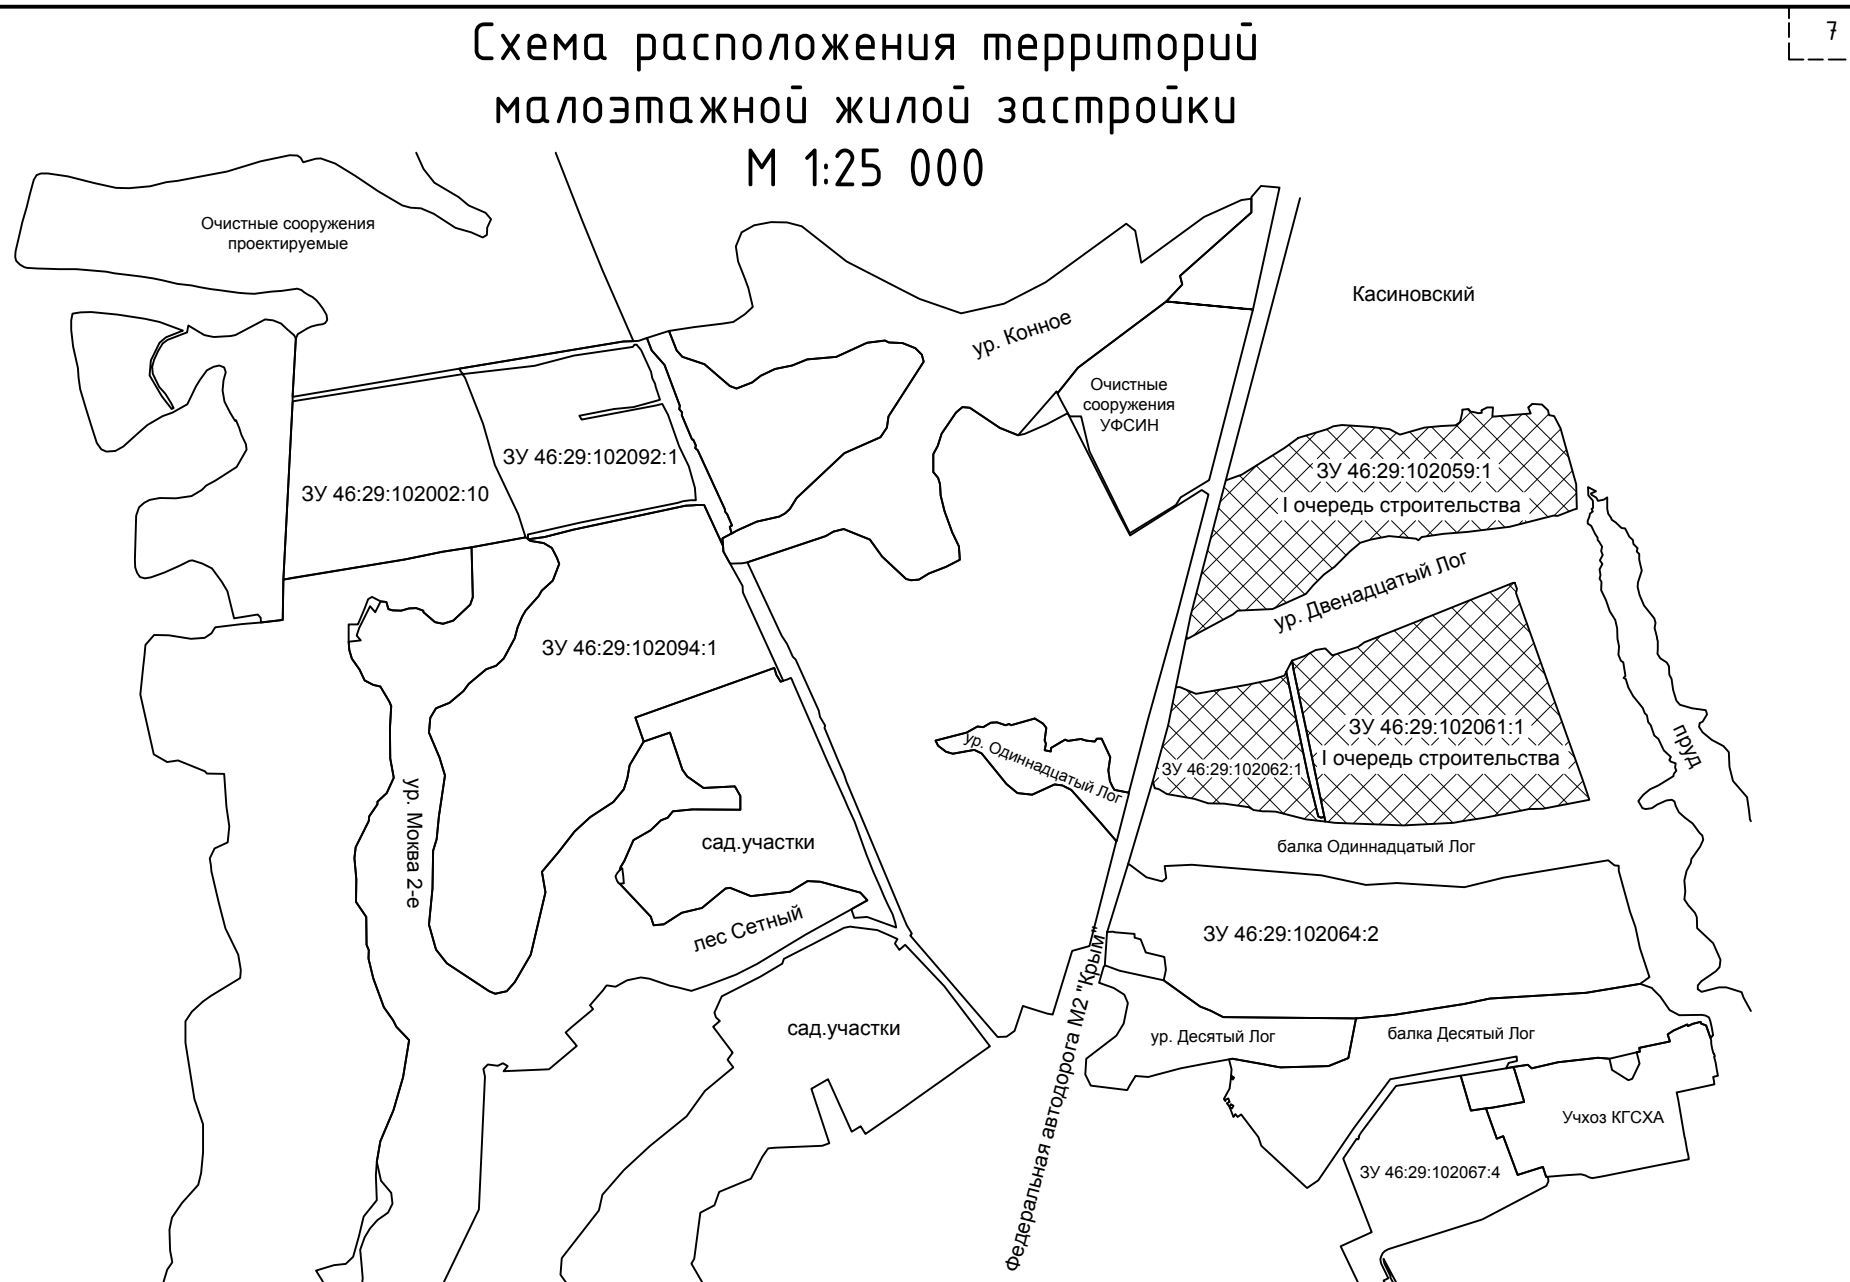 7
Схема расположения территорий
малоэтажной жилой застройки
М 1:25 000
Очистные сооружения
проектируемые
Касиновский
ур. Конное
Очистные
сооружения
УФСИН
ЗУ 46:29:102092:1
ЗУ 46:29:102002:10
ЗУ 46:29:102059:1
I очередь строительства
ур. Двенадцатый Лог
ЗУ 46:29:102094:1
ЗУ 46:29:102061:1
I очередь строительства
ЗУ 46:29:102062:1
пруд
ур. Одиннадцатый Лог
ур. Моква 2-е
сад.участки
балка Одиннадцатый Лог
лес Сетный
ЗУ 46:29:102064:2
сад.участки
Федеральная автодорога М2 "Крым"
ур. Десятый Лог
балка Десятый Лог
Учхоз КГСХА
ЗУ 46:29:102067:4